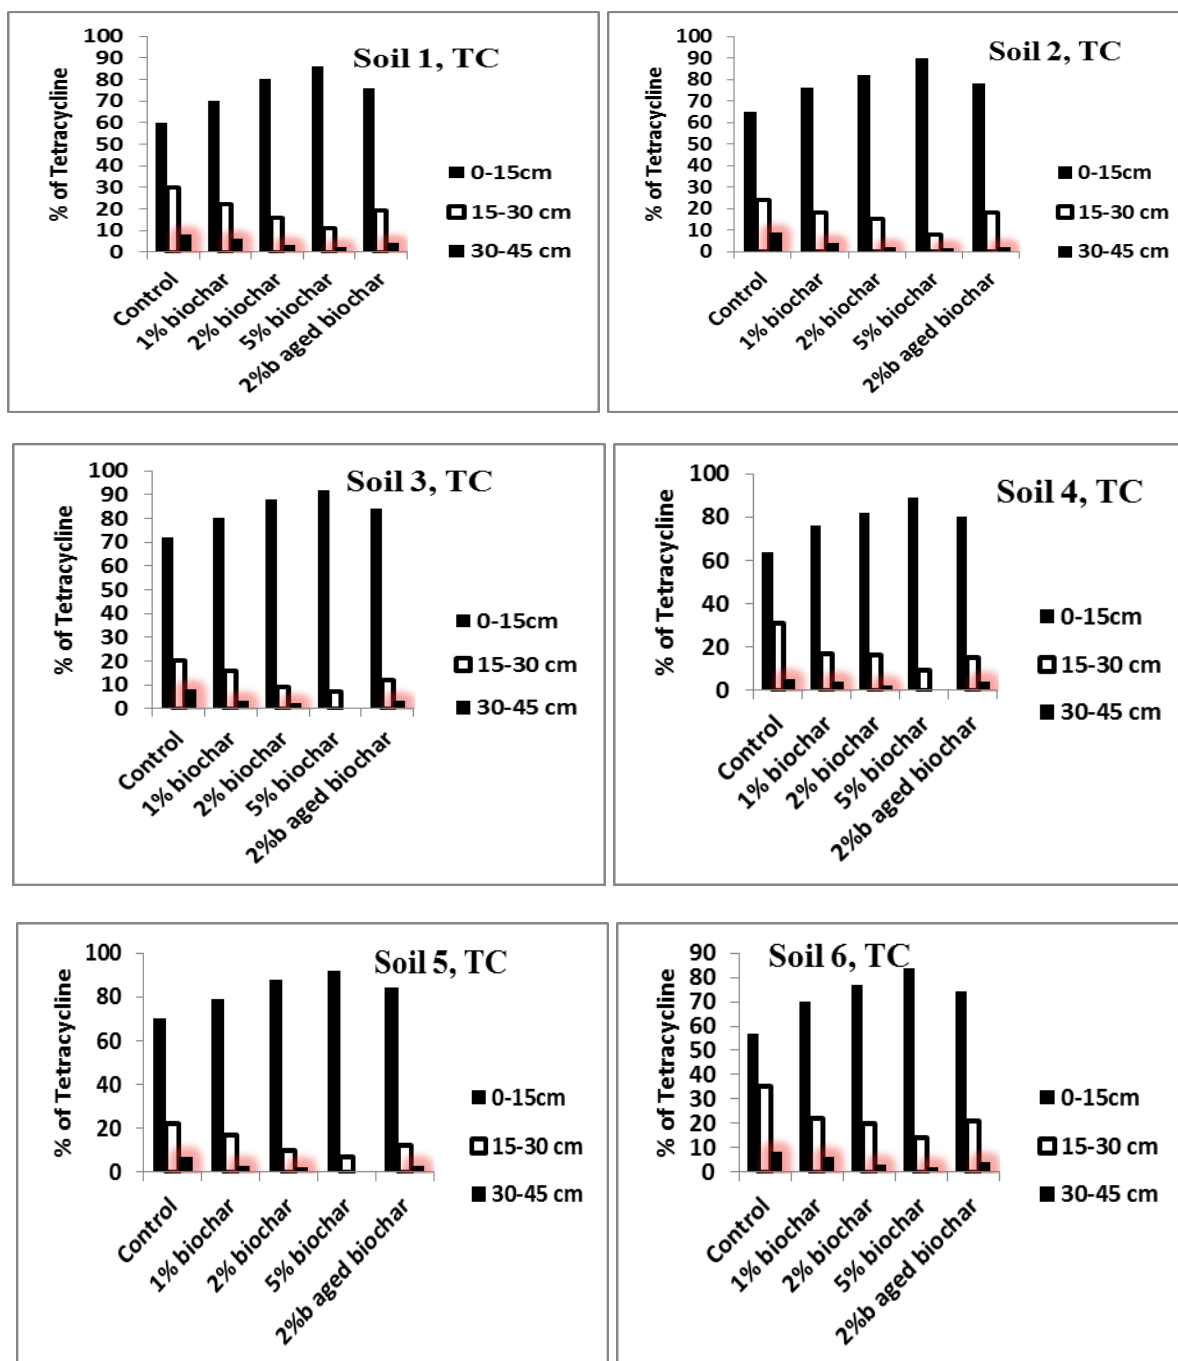 Soil 1, TC
% of Tetracycline
100
90
80
70
60
50
40
30
20
10
0
Control
1% biochar
2% biochar
5% biochar
2%b aged biochar
0-15cm
15-30 cm
30-45 cm
Soil 2, TC
% of Tetracycline
100
90
80
70
60
50
40
30
20
10
0
Control
1% biochar
2% biochar
5% biochar
2%b aged biochar
0-15cm
15-30 cm
30-45 cm
Soil 3, TC
% of Tetracycline
100
90
80
70
60
50
40
30
20
10
0
Control
1% biochar
2% biochar
5% biochar
2%b aged biochar
0-15cm
15-30 cm
30-45 cm
Soil 4, TC
% of Tetracycline
100
80
60
40
20
0
Control
1% biochar
2% biochar
5% biochar
2%b aged biochar
0-15cm
15-30 cm
30-45 cm
Soil 5, TC
% of Tetracycline
100
80
60
40
20
0
Control
1% biochar
2% biochar
5% biochar
2%b aged biochar
0-15cm
15-30 cm
30-45 cm
Soil 6, TC
% of Tetracycline
90
80
70
60
50
40
30
20
10
0
Control
1% biochar
2% biochar
5% biochar
2%b aged biochar
0-15cm
15-30 cm
30-45 cm